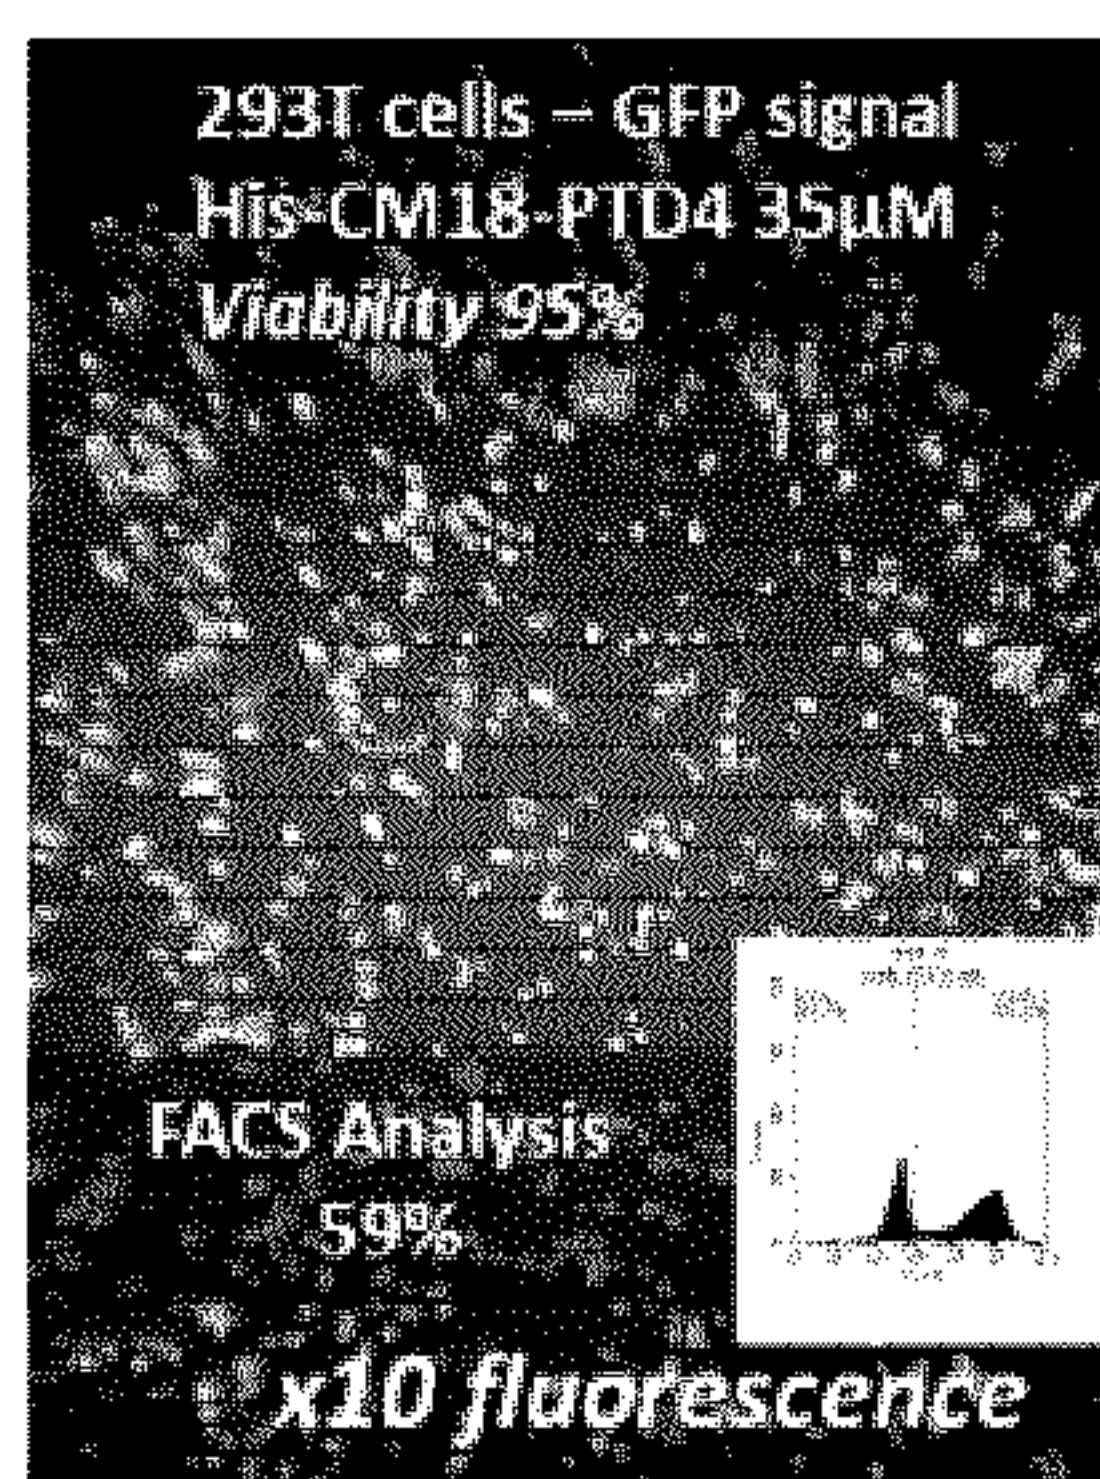 293T cells – GFP signal
His-CM18-PTD4 35µM
Viability 95%
FACS Analysis
59%
x10 fluorescence